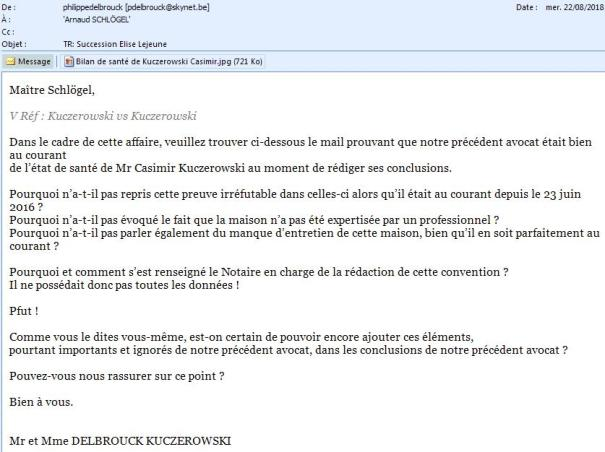 De : philippedelbrouck [pdelbrouck@skynet.be] Date : mer. 22/08/2018
À : 'Arnaud SCHLÖGEL'
Cc :
Objet : TR: Succession Elise Lejeune
Message Bilan de santé de Kuczerowski Casimir.jpg (721 Ko)
Maître Schlögel,
V Réf : Kuczerowski vs Kuczerowski
Dans le cadre de cette affaire, veuillez trouver ci-dessous le mail prouvant que notre précédent avocat était bien
au courant
de l’état de santé de Mr Casimir Kuczerowski au moment de rédiger ses conclusions.
Pourquoi n’a-t-il pas repris cette preuve irréfutable dans celles-ci alors qu’il était au courant depuis le 23 juin
2016 ?
Pourquoi n’a-t-il pas évoqué le fait que la maison n’a pas été expertisée par un professionnel ?
Pourquoi n’a-t-il pas parler également du manque d’entretien de cette maison, bien qu’il en soit parfaitement au
courant ?
Pourquoi et comment s’est renseigné le Notaire en charge de la rédaction de cette convention ?
Il ne possédait donc pas toutes les données !
Pfut !
Comme vous le dites vous-même, est-on certain de pouvoir encore ajouter ces éléments,
pourtant importants et ignorés de notre précédent avocat, dans les conclusions de notre précédent avocat ?
Pouvez-vous nous rassurer sur ce point ?
Bien à vous.
Mr et Mme DELBROUCK KUCZEROWSKI